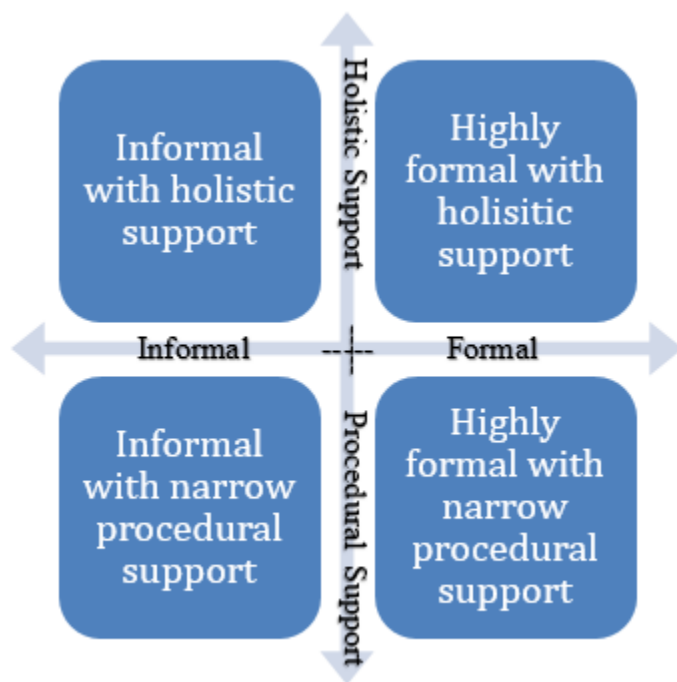 Holistic Support
Informal
with holistic
support
Highly
formal with
holisitic
support
Informal
Formal
Procedural Support
Informal
with narrow
procedural
support
Highly
formal with
narrow
procedural
support